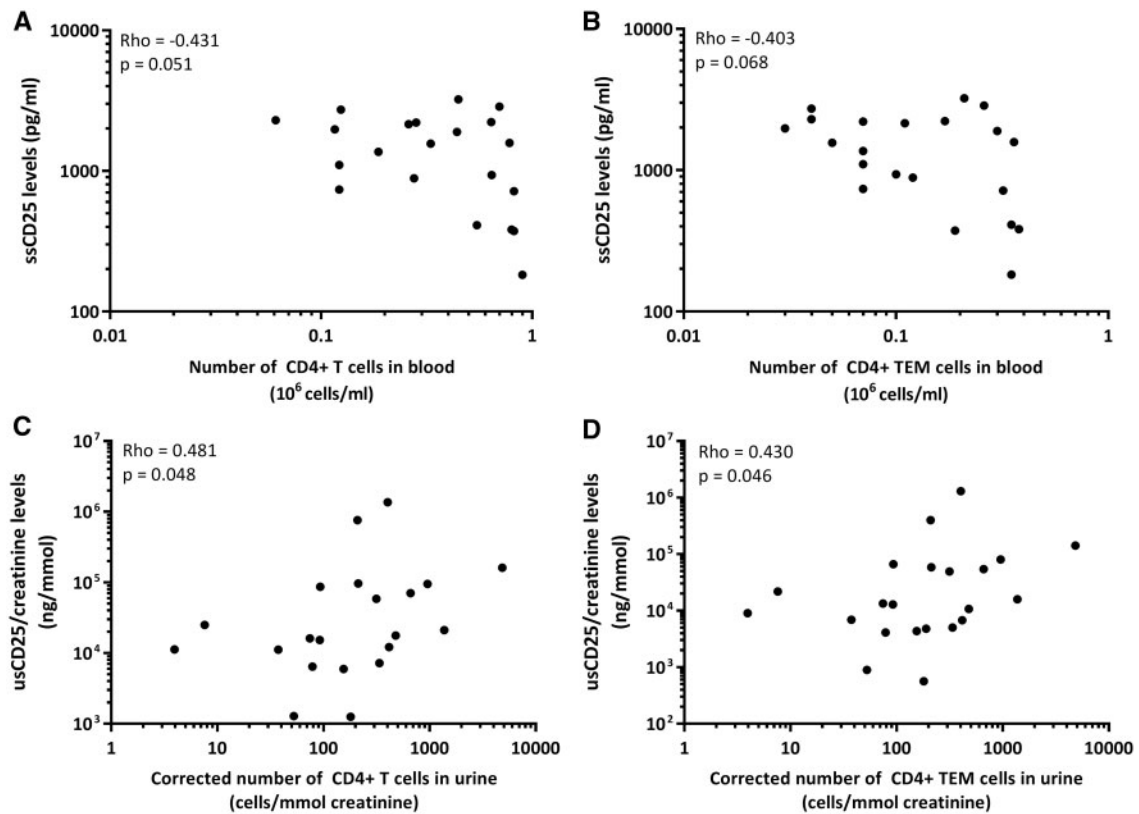 A
Rho = -0.431
p = 0.051
10000
1000
100
ssCD25 levels (pg/ml)
0.01 0.1 1
Number of CD4+ T cells in blood
(10⁶ cells/ml)
B
Rho = -0.403
p = 0.068
10000
1000
100
ssCD25 levels (pg/ml)
0.01 0.1 1
Number of CD4+ TEM cells in blood
(10⁶ cells/ml)
C
Rho = 0.481
p = 0.048
10⁷
10⁶
10⁵
10⁴
10³
usCD25/creatinine levels
(ng/mmol)
1 10 100 1000 10000
Corrected number of CD4+ T cells in urine
(cells/mmol creatinine)
D
Rho = 0.430
p = 0.046
10⁷
10⁶
10⁵
10⁴
10³
10²
usCD25/creatinine levels
(ng/mmol)
1 10 100 1000 10000
Corrected number of CD4+ TEM cells in urine
(cells/mmol creatinine)